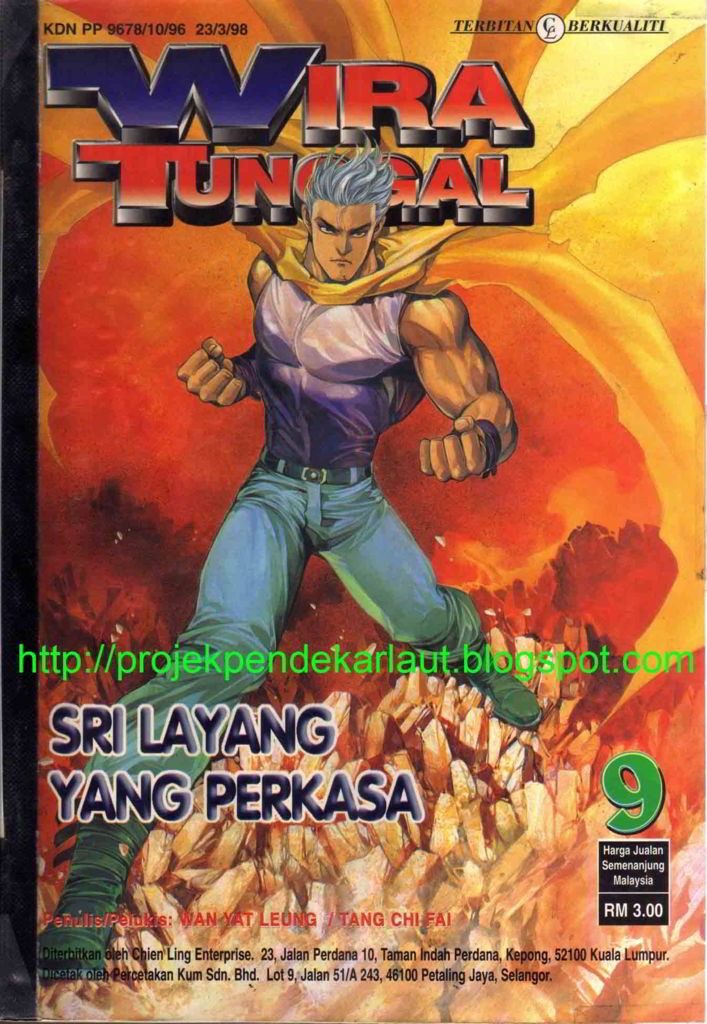 KDN PP 9678/10/96 23/3/98
TERBITAN CL BERKUALITI
WIRA
TUNGGAL
http://projekpendekarlaut.blogspot.com
SRI LAYANG
YANG PERKASA
9
Harga Jualan
Semenanjung
Malaysia
RM 3.00
Penulis/Pelukis: WAN YAT LEUNG / TANG CHI FAI
Diterbitkan oleh Chien Ling Enterprise. 23, Jalan Perdana 10, Taman Indah Perdana, Kepong, 52100 Kuala Lumpur.
Dicetak oleh Percetakan Kum Sdn. Bhd. Lot 9, Jalan 51/A 243, 46100 Petaling Jaya, Selangor.